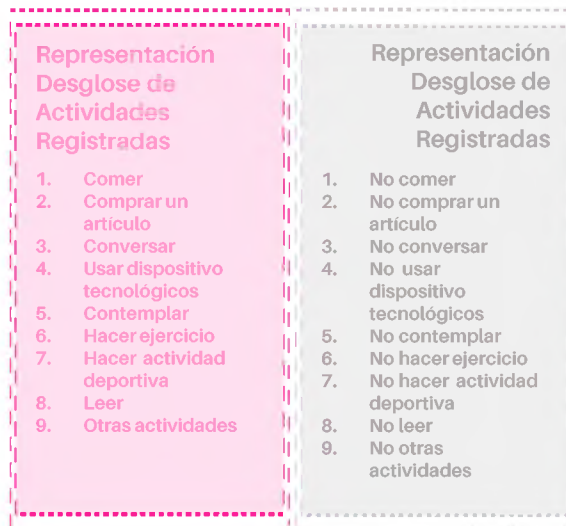 Representación
Desglose de
Actividades
Registradas
1. Comer
2. Comprar un
artículo
3. Conversar
4. Usar dispositivo
tecnológicos
5. Contemplar
6. Hacer ejercicio
7. Hacer actividad
deportiva
8. Leer
9. Otras actividades
Representación
Desglose de
Actividades
Registradas
1. No comer
2. No comprar un
artículo
3. No conversar
4. No usar
dispositivo
tecnológicos
5. No contemplar
6. No hacer ejercicio
7. No hacer actividad
deportiva
8. No leer
9. No otras
actividades